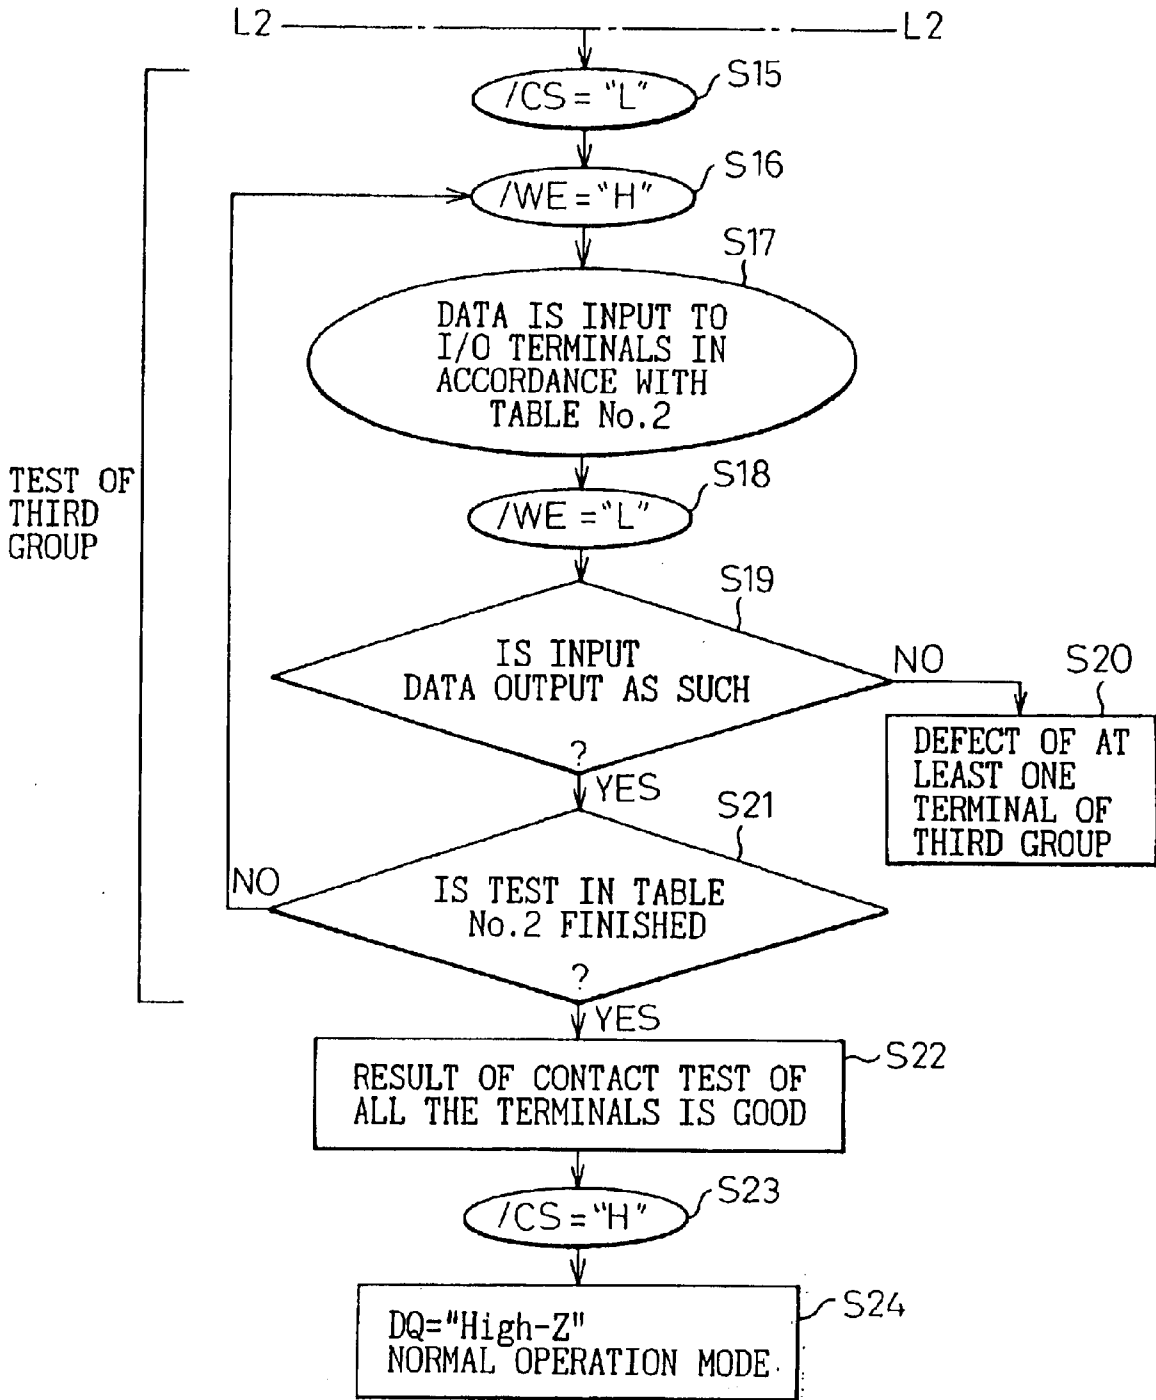 L2 L2
/CS = "L" S15
/WE = "H" S16
S17
DATA IS INPUT TO
I/O TERMINALS IN
ACCORDANCE WITH
TABLE No.2
S18
/WE = "L"
TEST OF
THIRD
GROUP
S19
IS INPUT
DATA OUTPUT AS SUCH
?
NO S20
DEFECT OF AT
LEAST ONE
TERMINAL OF
THIRD GROUP
YES
S21
NO
IS TEST IN TABLE
No.2 FINISHED
?
YES
S22
RESULT OF CONTACT TEST OF
ALL THE TERMINALS IS GOOD
S23
/CS = "H"
S24
DQ="High-Z"
NORMAL OPERATION MODE